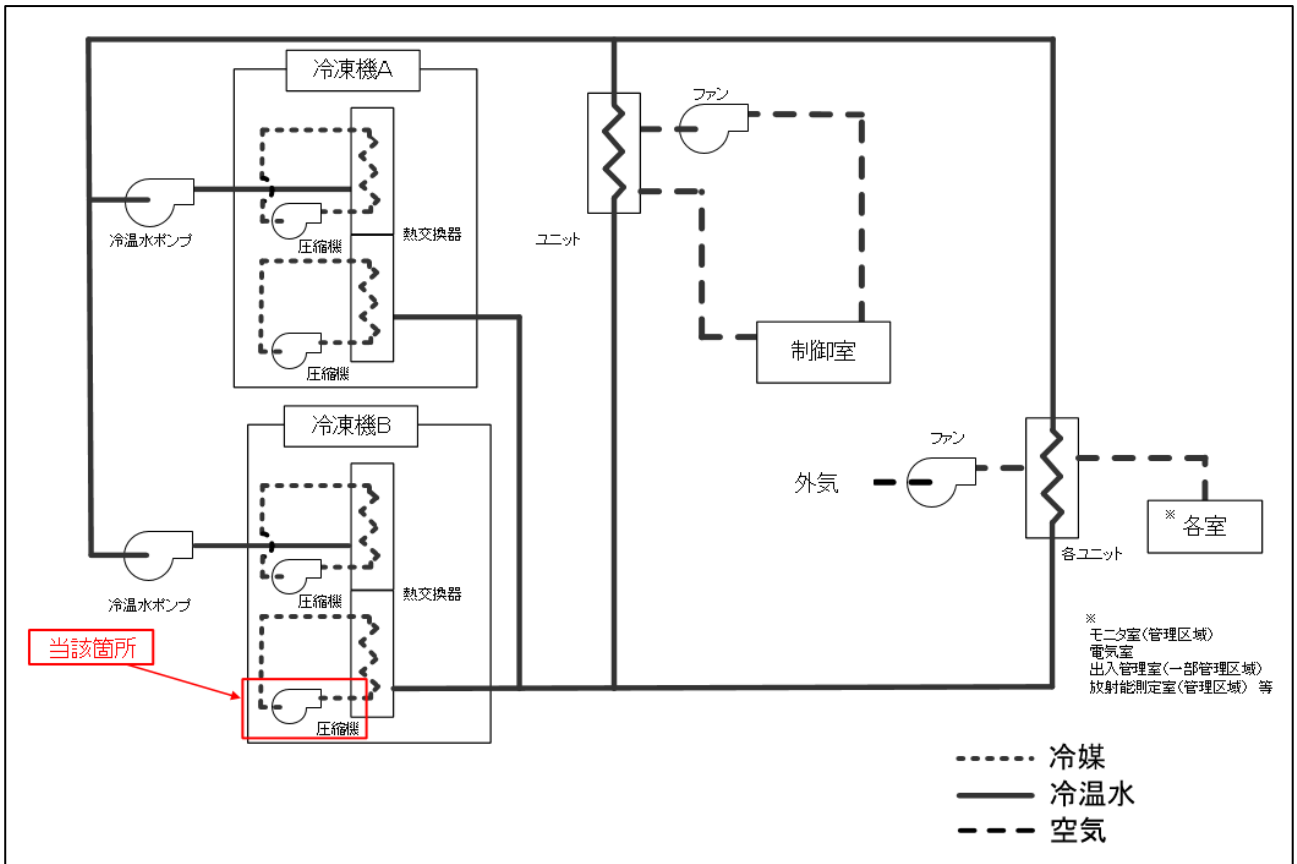 冷凍機A
ファン
冷温水ポンプ
圧縮機
熱交換器
ユニット
圧縮機
制御室
冷凍機B
ファン
外気
※各室
各ユニット
冷温水ポンプ
圧縮機
熱交換器
当該箇所
圧縮機
※
モニタ室(管理区域)
電気室
出入管理室(一部管理区域)
放射能測定室(管理区域) 等
冷媒
冷温水
空気